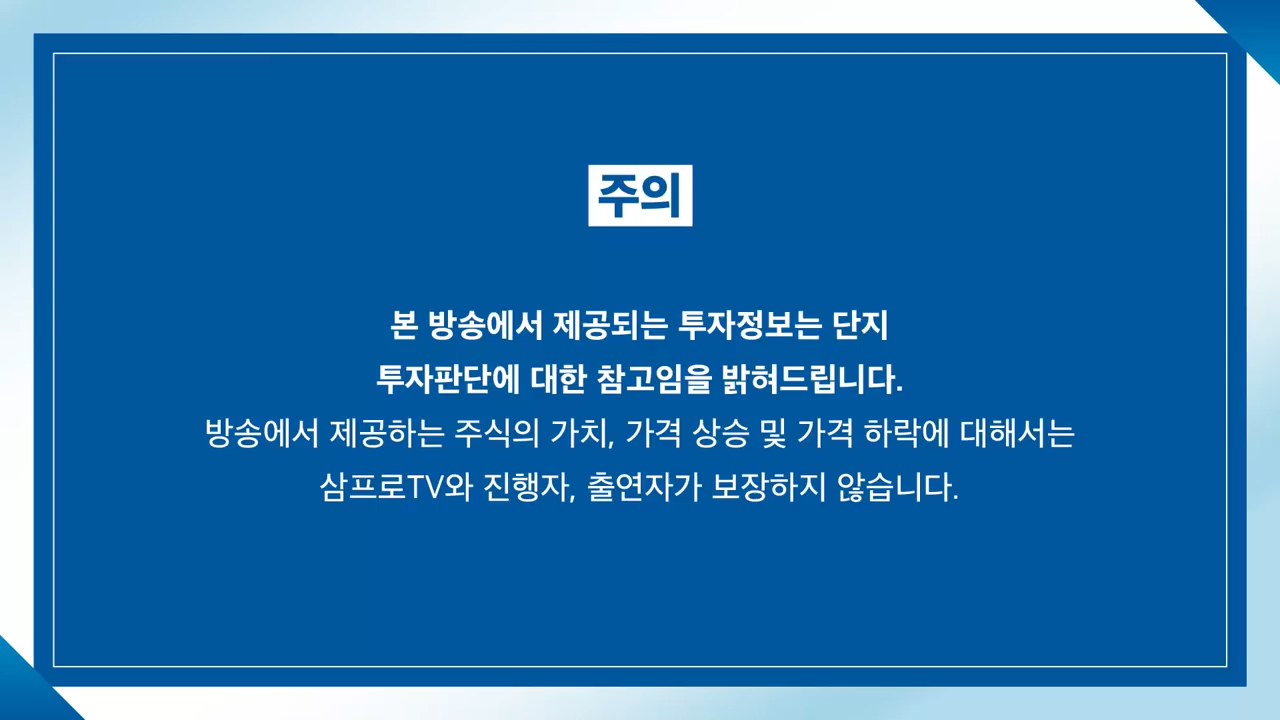 주의
본 방송에서 제공되는 투자정보는 단지
투자판단에 대한 참고임을 밝혀드립니다.
방송에서 제공하는 주식의 가치, 가격 상승 및 가격 하락에 대해서는
삼프로TV와 진행자, 출연자가 보장하지 않습니다.